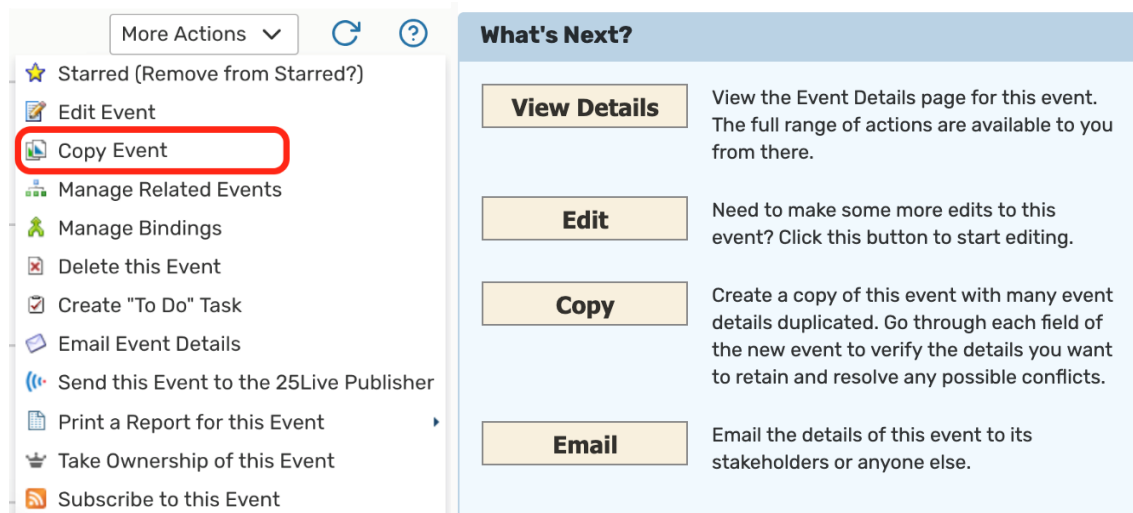 More Actions
Starred (Remove from Starred?)
Edit Event
Copy Event
Manage Related Events
Manage Bindings
Delete this Event
Create "To Do" Task
Email Event Details
Send this Event to the 25Live Publisher
Print a Report for this Event
Take Ownership of this Event
Subscribe to this Event
What's Next?
View Details
View the Event Details page for this event.
The full range of actions are available to you
from there.
Edit
Need to make some more edits to this
event? Click this button to start editing.
Copy
Create a copy of this event with many event
details duplicated. Go through each field of
the new event to verify the details you want
to retain and resolve any possible conflicts.
Email
Email the details of this event to its
stakeholders or anyone else.